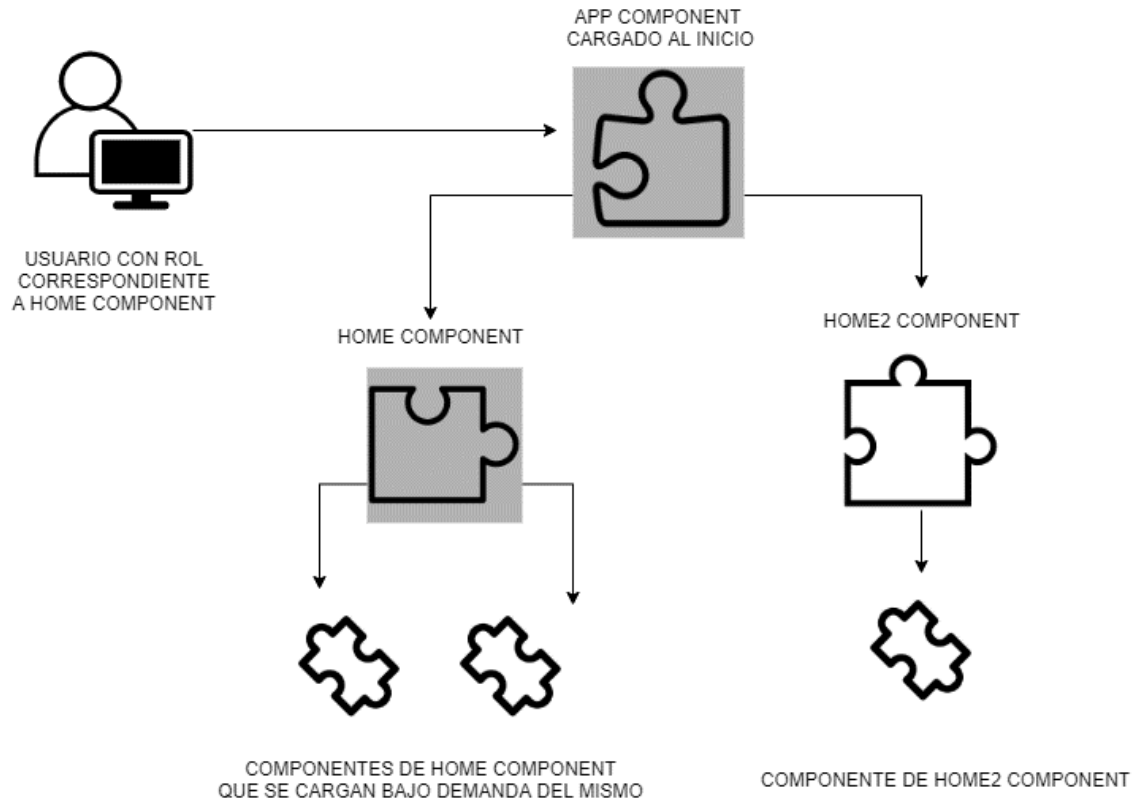 APP COMPONENT
CARGADO AL INICIO
USUARIO CON ROL
CORRESPONDIENTE
A HOME COMPONENT
HOME COMPONENT
HOME2 COMPONENT
COMPONENTES DE HOME COMPONENT
QUE SE CARGAN BAJO DEMANDA DEL MISMO
COMPONENTE DE HOME2 COMPONENT